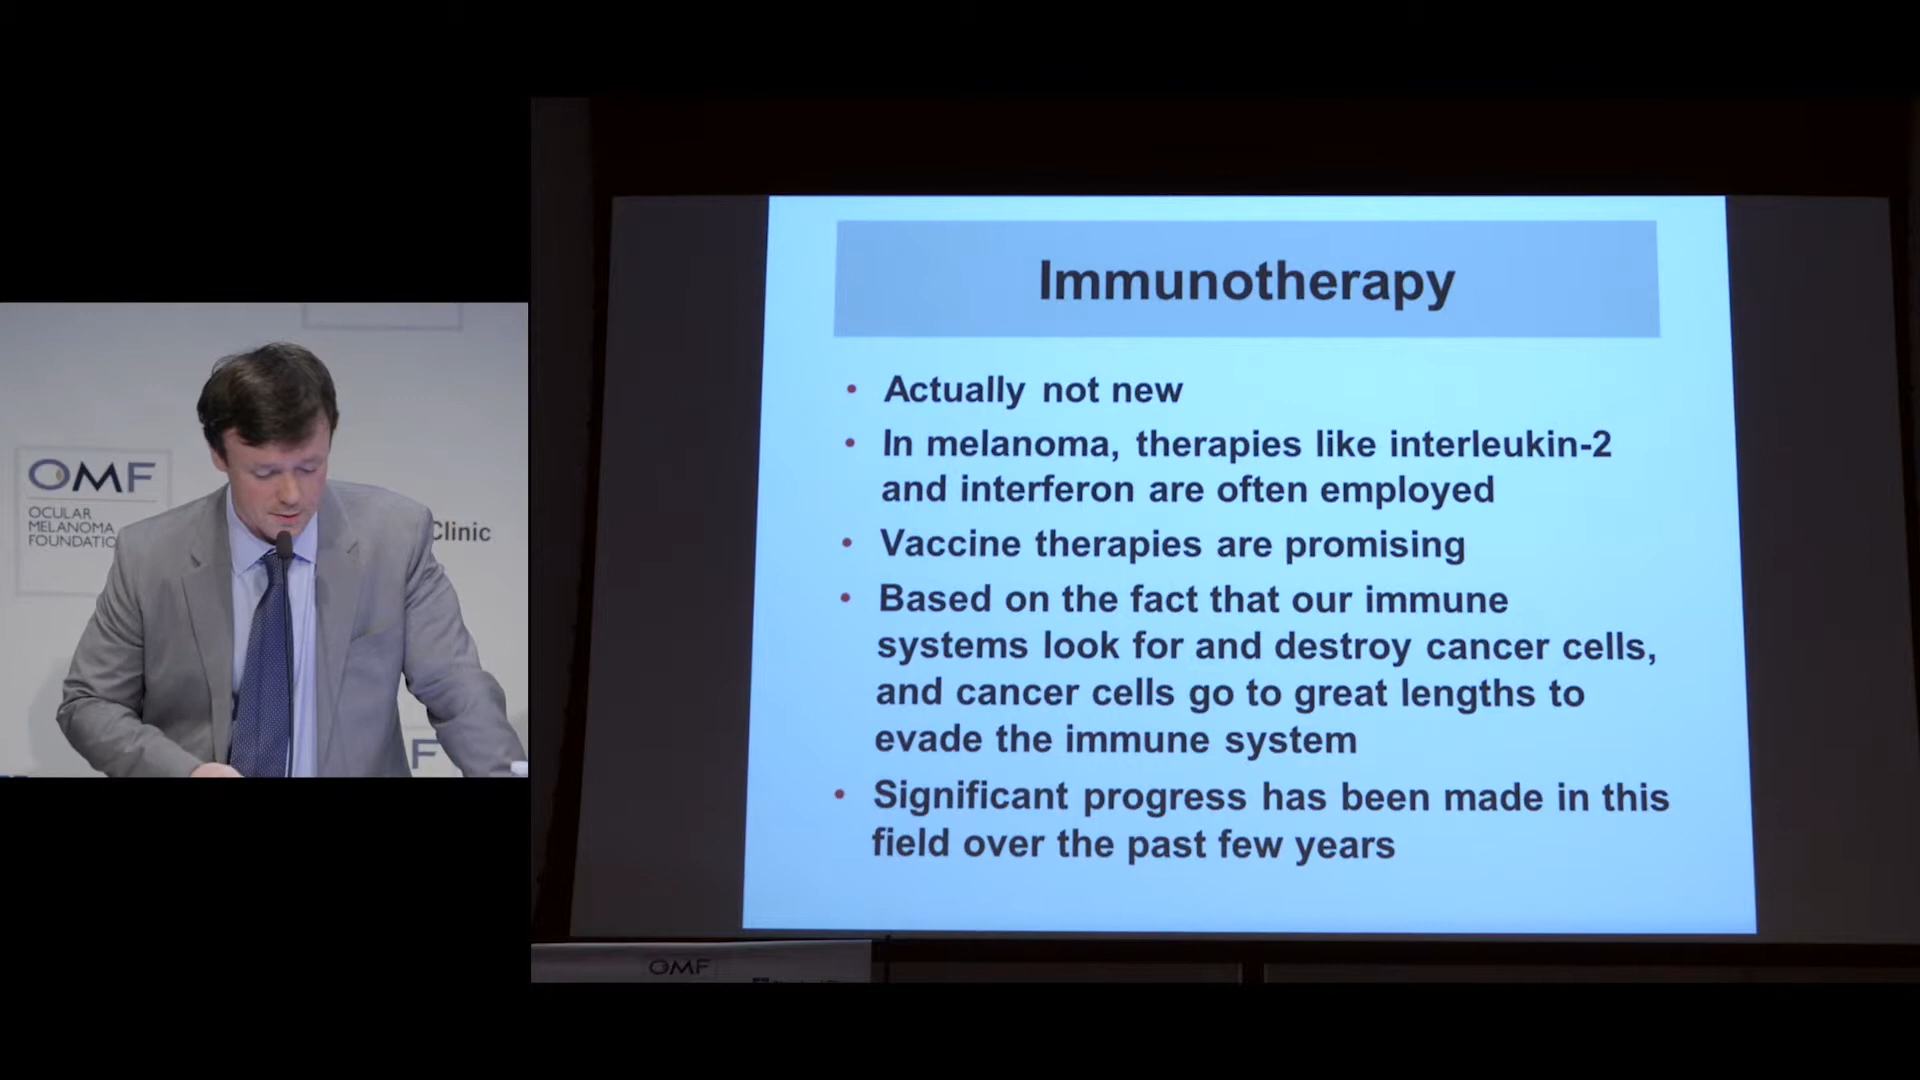 OMF
OCULAR
MELANOMA
FOUNDATIO
Clinic
F
Immunotherapy
• Actually not new
• In melanoma, therapies like interleukin-2
and interferon are often employed
• Vaccine therapies are promising
• Based on the fact that our immune
systems look for and destroy cancer cells,
and cancer cells go to great lengths to
evade the immune system
• Significant progress has been made in this
field over the past few years
OMF